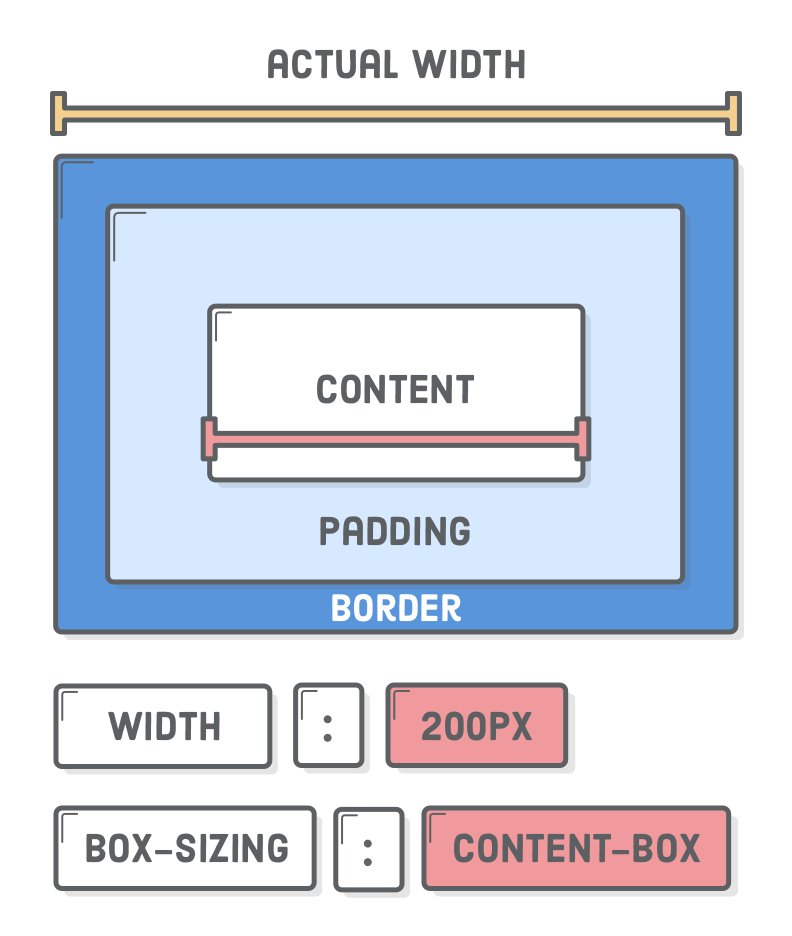 ACTUAL WIDTH
CONTENT
PADDING
BORDER
WIDTH : 200PX
BOX-SIZING : CONTENT-BOX